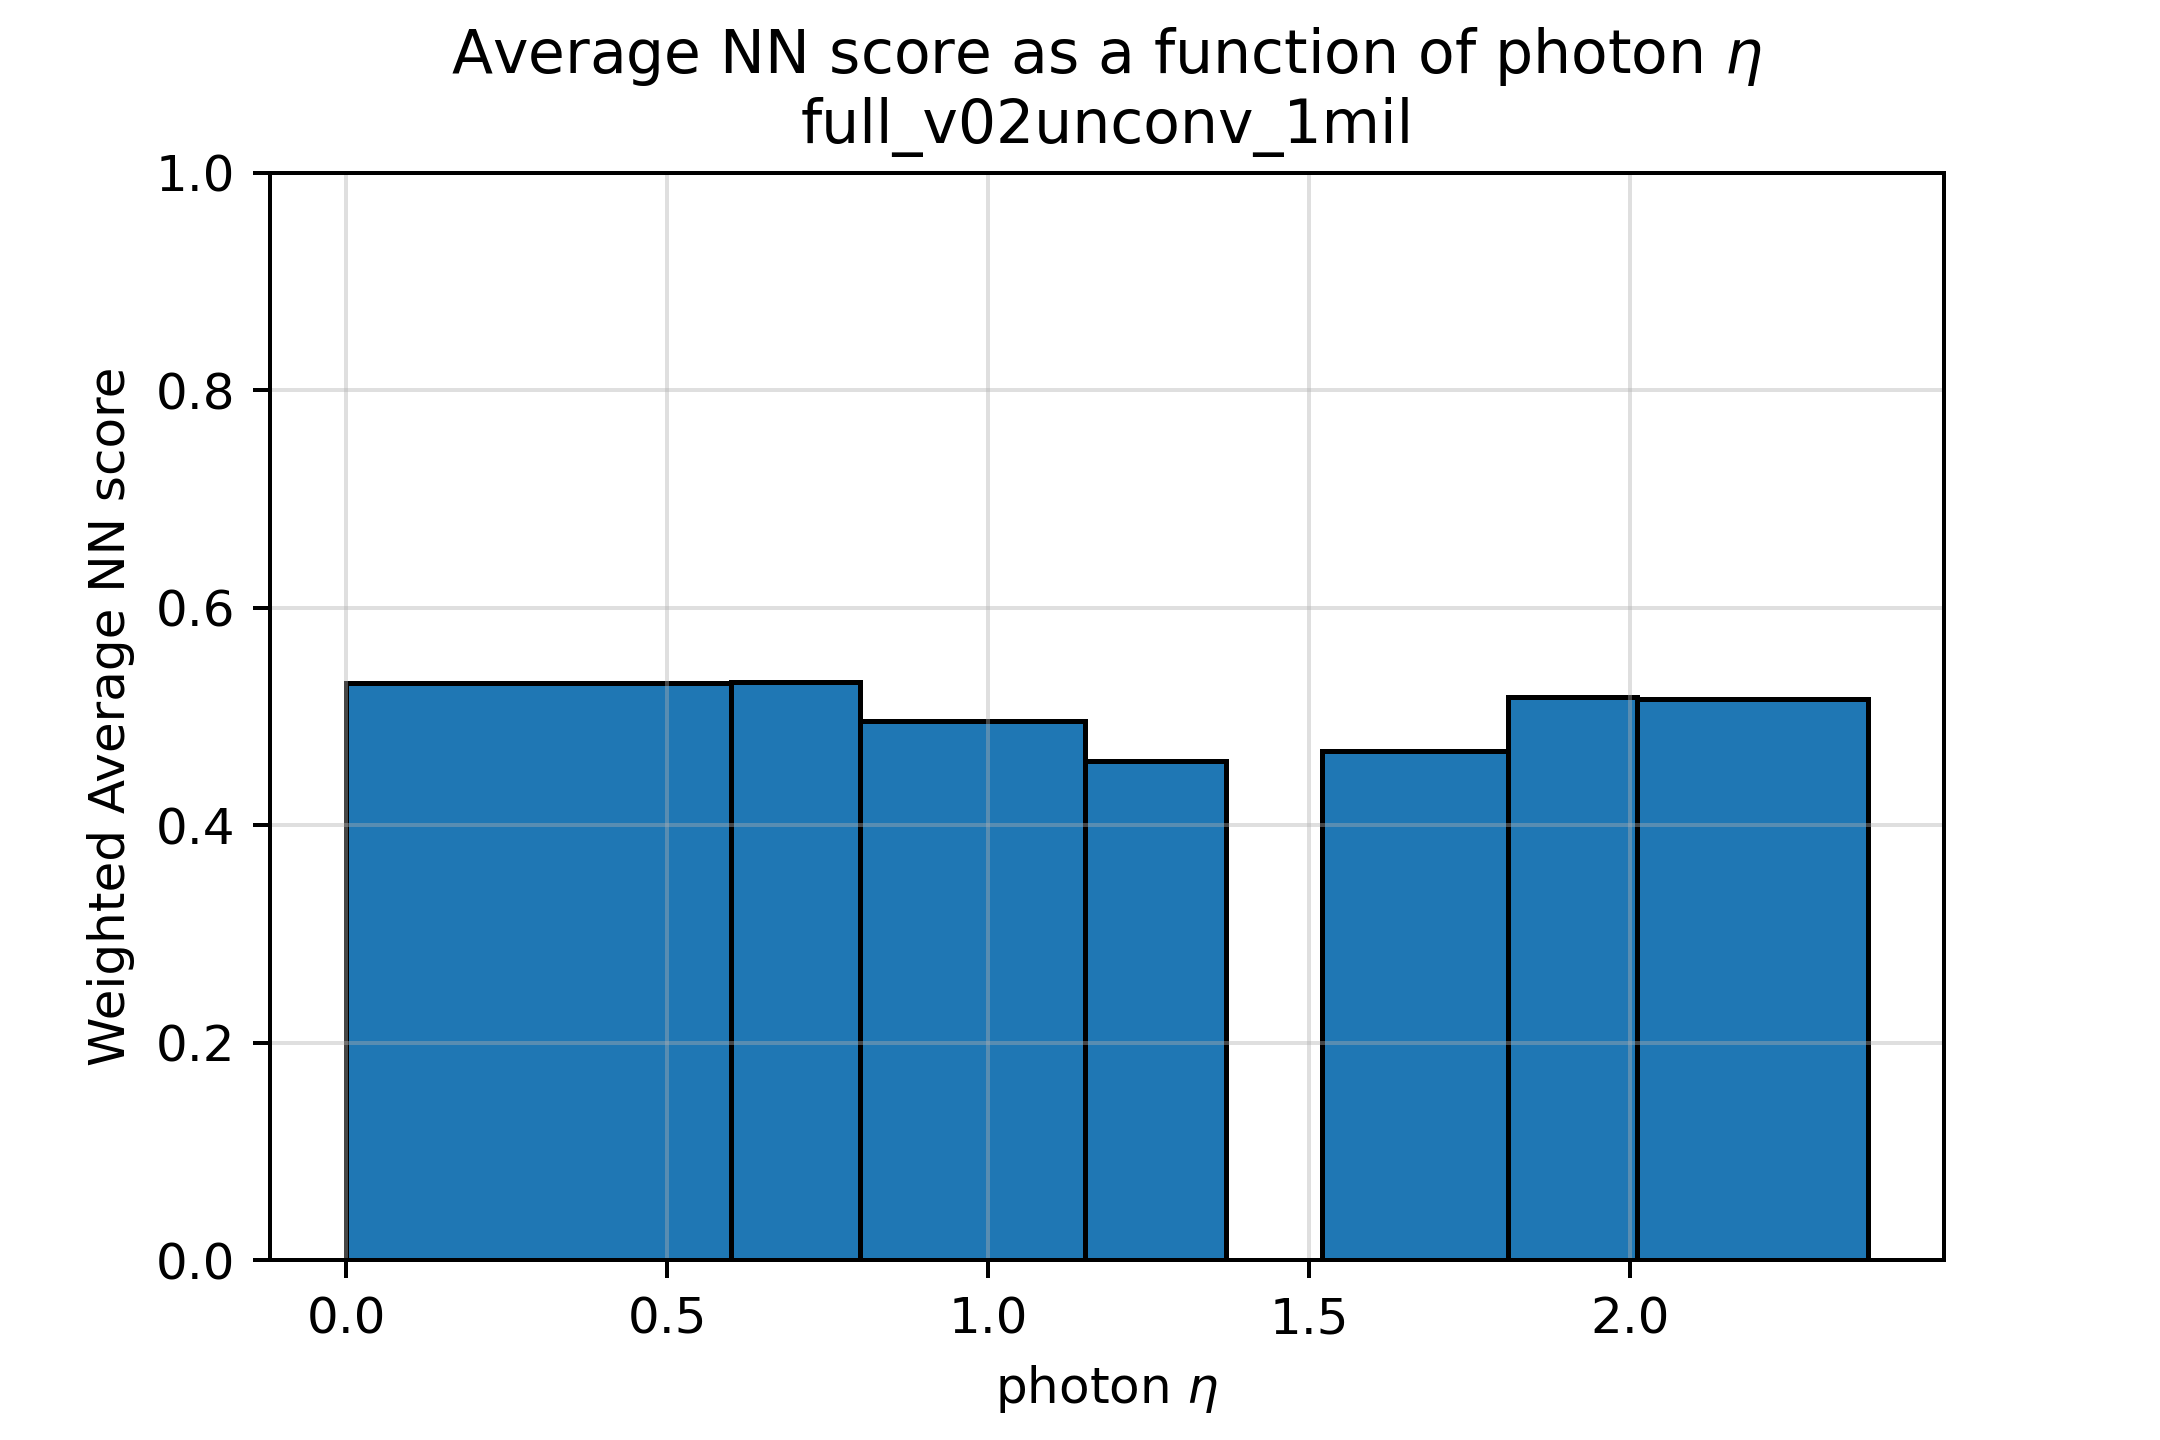 Average NN score as a function of photon η
full_v02unconv_1mil
Weighted Average NN score
1.0
0.8
0.6
0.4
0.2
0.0
0.0 0.5 1.0 1.5 2.0
photon η